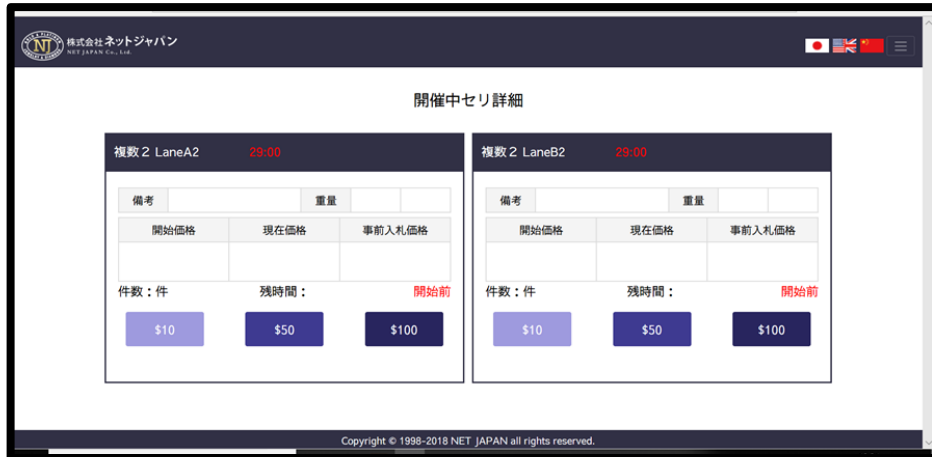 株式会社ネットジャパン
NET JAPAN Co., Ltd.
開催中セリ詳細
複数2 LaneA2 29:00
備考 重量
開始価格 現在価格 事前入札価格
件数：件 残時間： 開始前
$10 $50 $100
複数2 LaneB2 29:00
備考 重量
開始価格 現在価格 事前入札価格
件数：件 残時間： 開始前
$10 $50 $100
Copyright © 1998-2018 NET JAPAN all rights reserved.